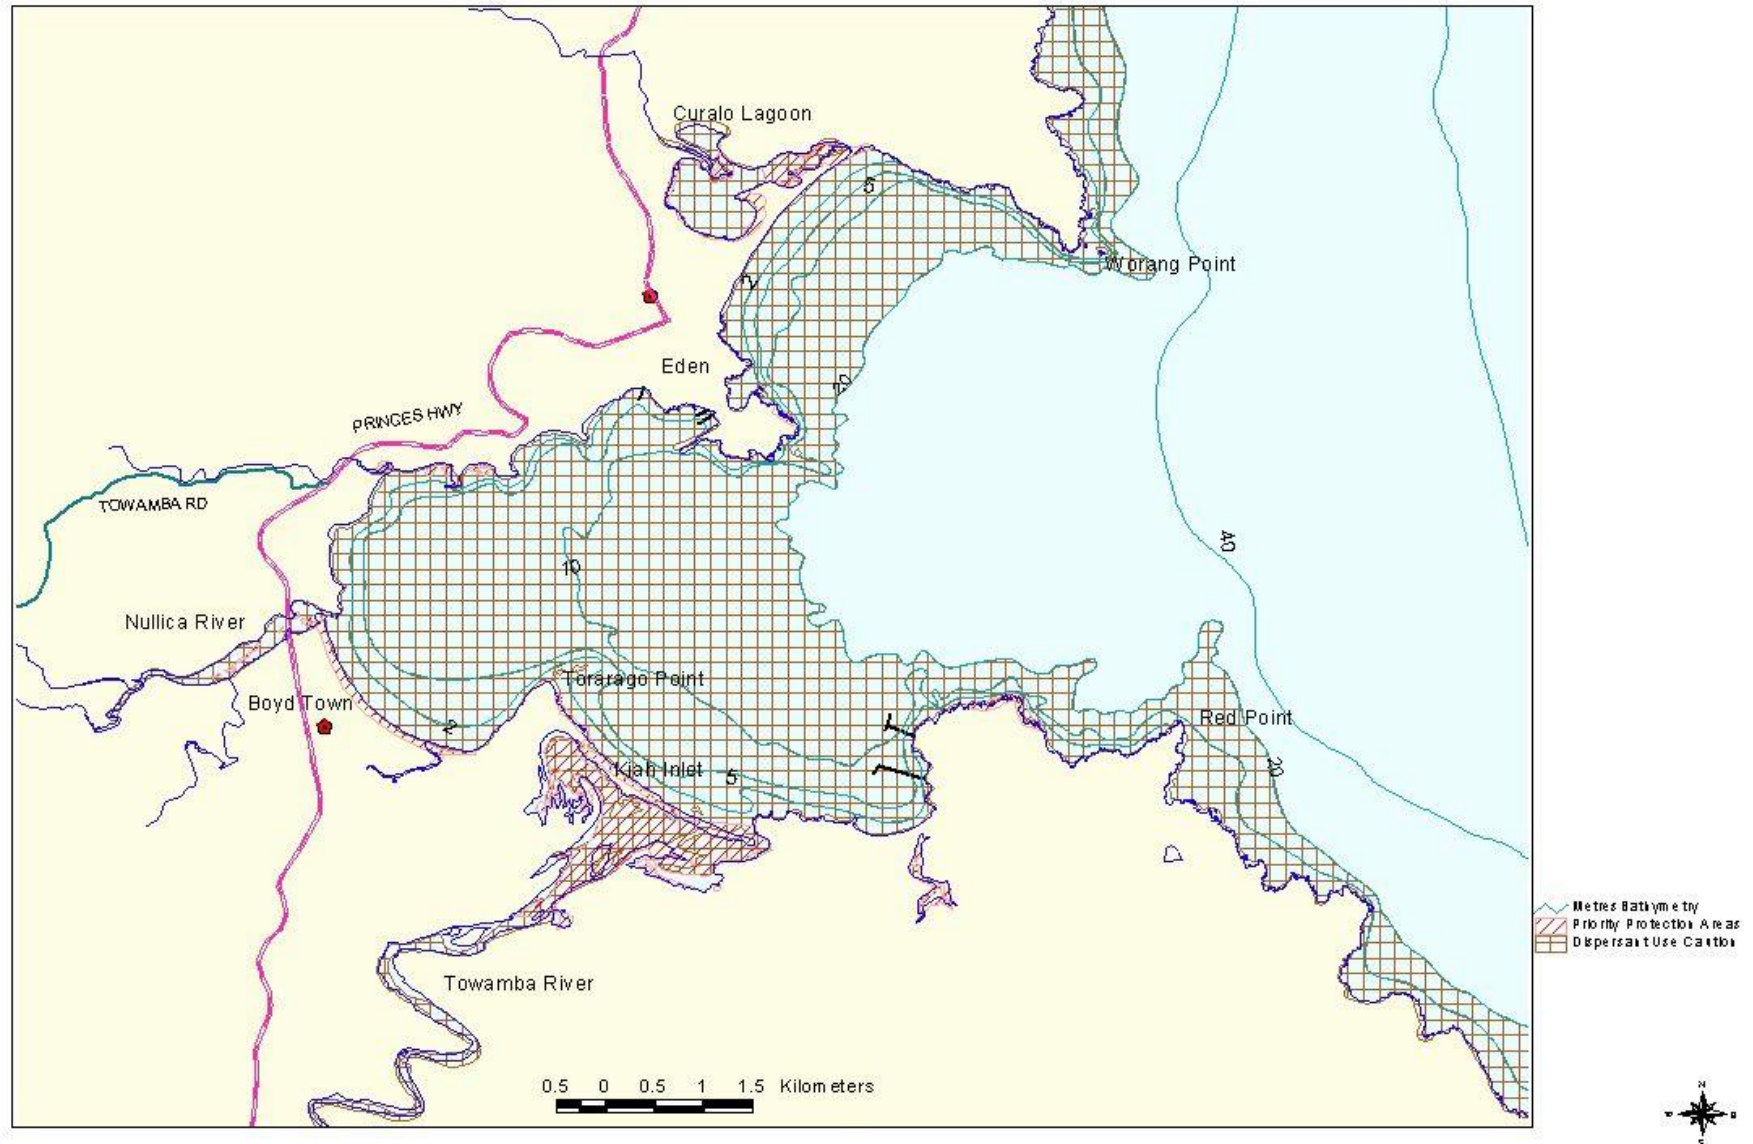 Curalo Lagoon
5
Worang Point
2
Eden
20
PRINCES HWY
TOWAMBA RD
40
10
Nullica River
Torarago Point
Boyd Town
2
Red Point
Kiah Inlet
5
20
Metres Bathymetry
Priority Protection Areas
Dispersant Use Caution
Towamba River
0.5 0 0.5 1 1.5 Kilometers
N
S